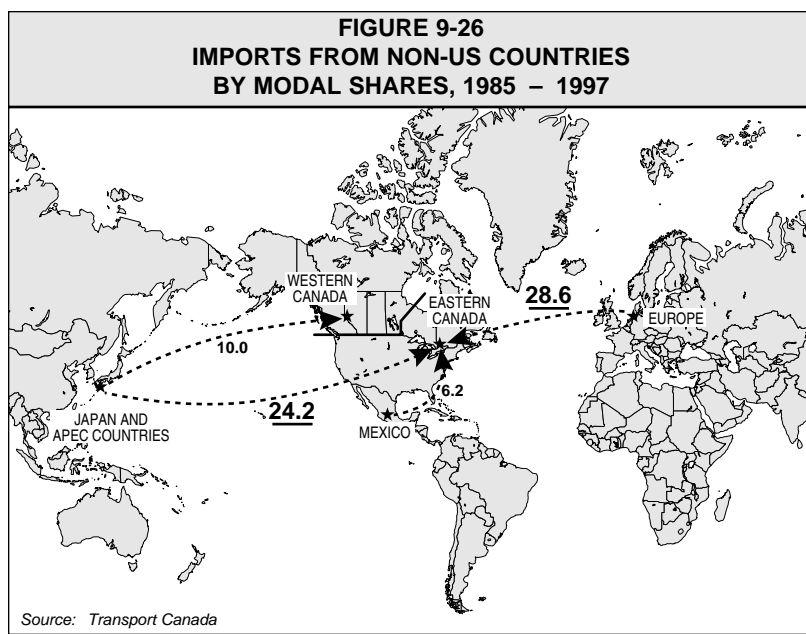 FIGURE 9-26
IMPORTS FROM NON-US COUNTRIES
BY MODAL SHARES, 1985 – 1997
WESTERN
CANADA
EASTERN
CANADA
28.6
EUROPE
10.0
24.2
6.2
JAPAN AND
APEC COUNTRIES
MEXICO
Source: Transport Canada